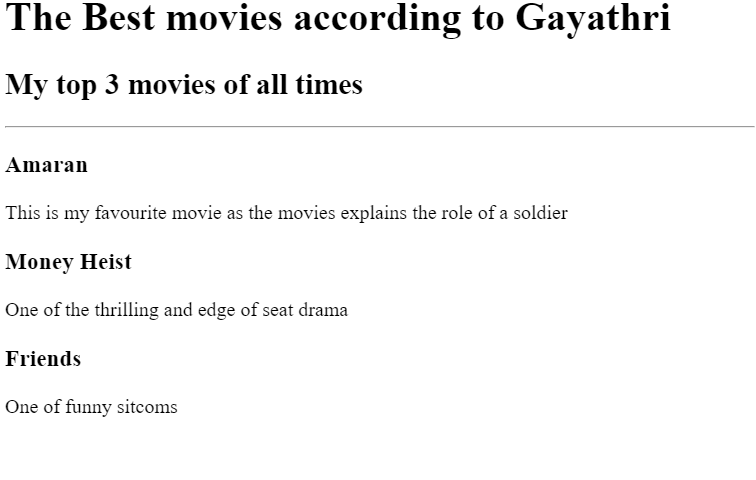 The Best movies according to Gayathri
My top 3 movies of all times
Amaran
This is my favourite movie as the movies explains the role of a soldier
Money Heist
One of the thrilling and edge of seat drama
Friends
One of funny sitcoms